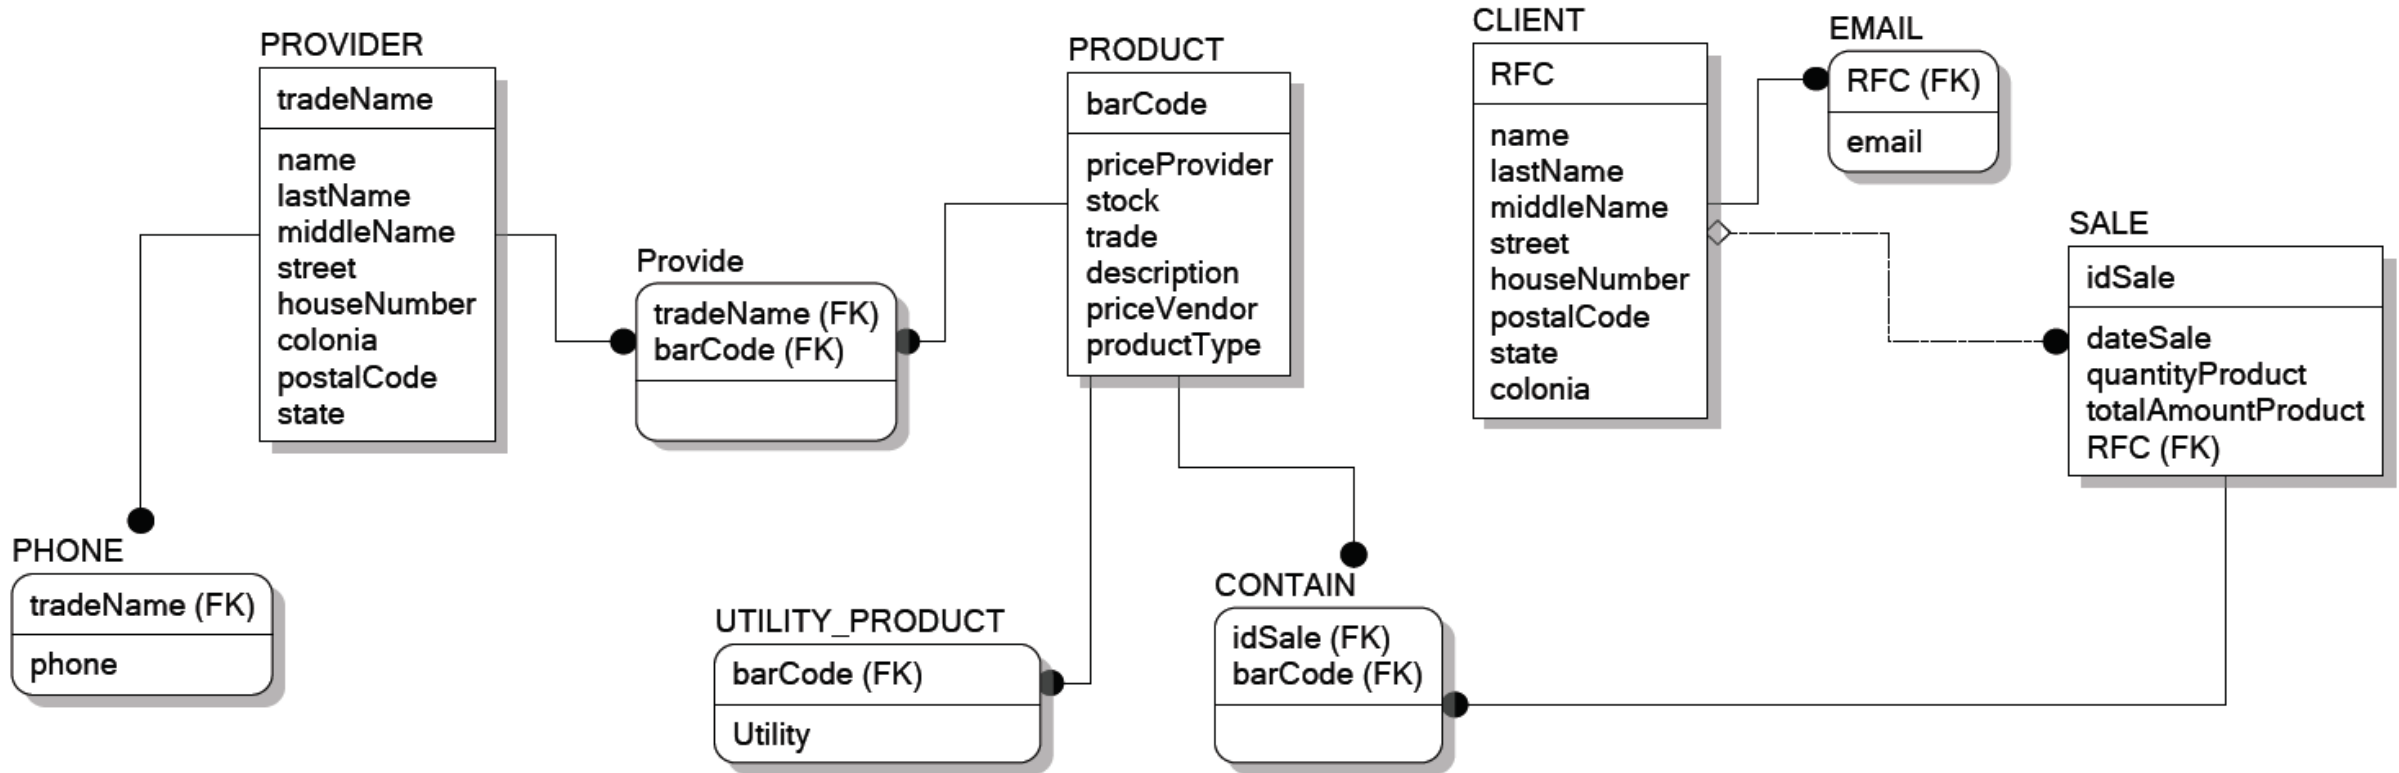 PROVIDER
tradeName
name
lastName
middleName
street
houseNumber
colonia
postalCode
state
PHONE
tradeName (FK)
phone
Provide
tradeName (FK)
barCode (FK)
PRODUCT
barCode
priceProvider
stock
trade
description
priceVendor
productType
UTILITY_PRODUCT
barCode (FK)
Utility
CONTAIN
idSale (FK)
barCode (FK)
CLIENT
RFC
name
lastName
middleName
street
houseNumber
postalCode
state
colonia
EMAIL
RFC (FK)
email
SALE
idSale
dateSale
quantityProduct
totalAmountProduct
RFC (FK)